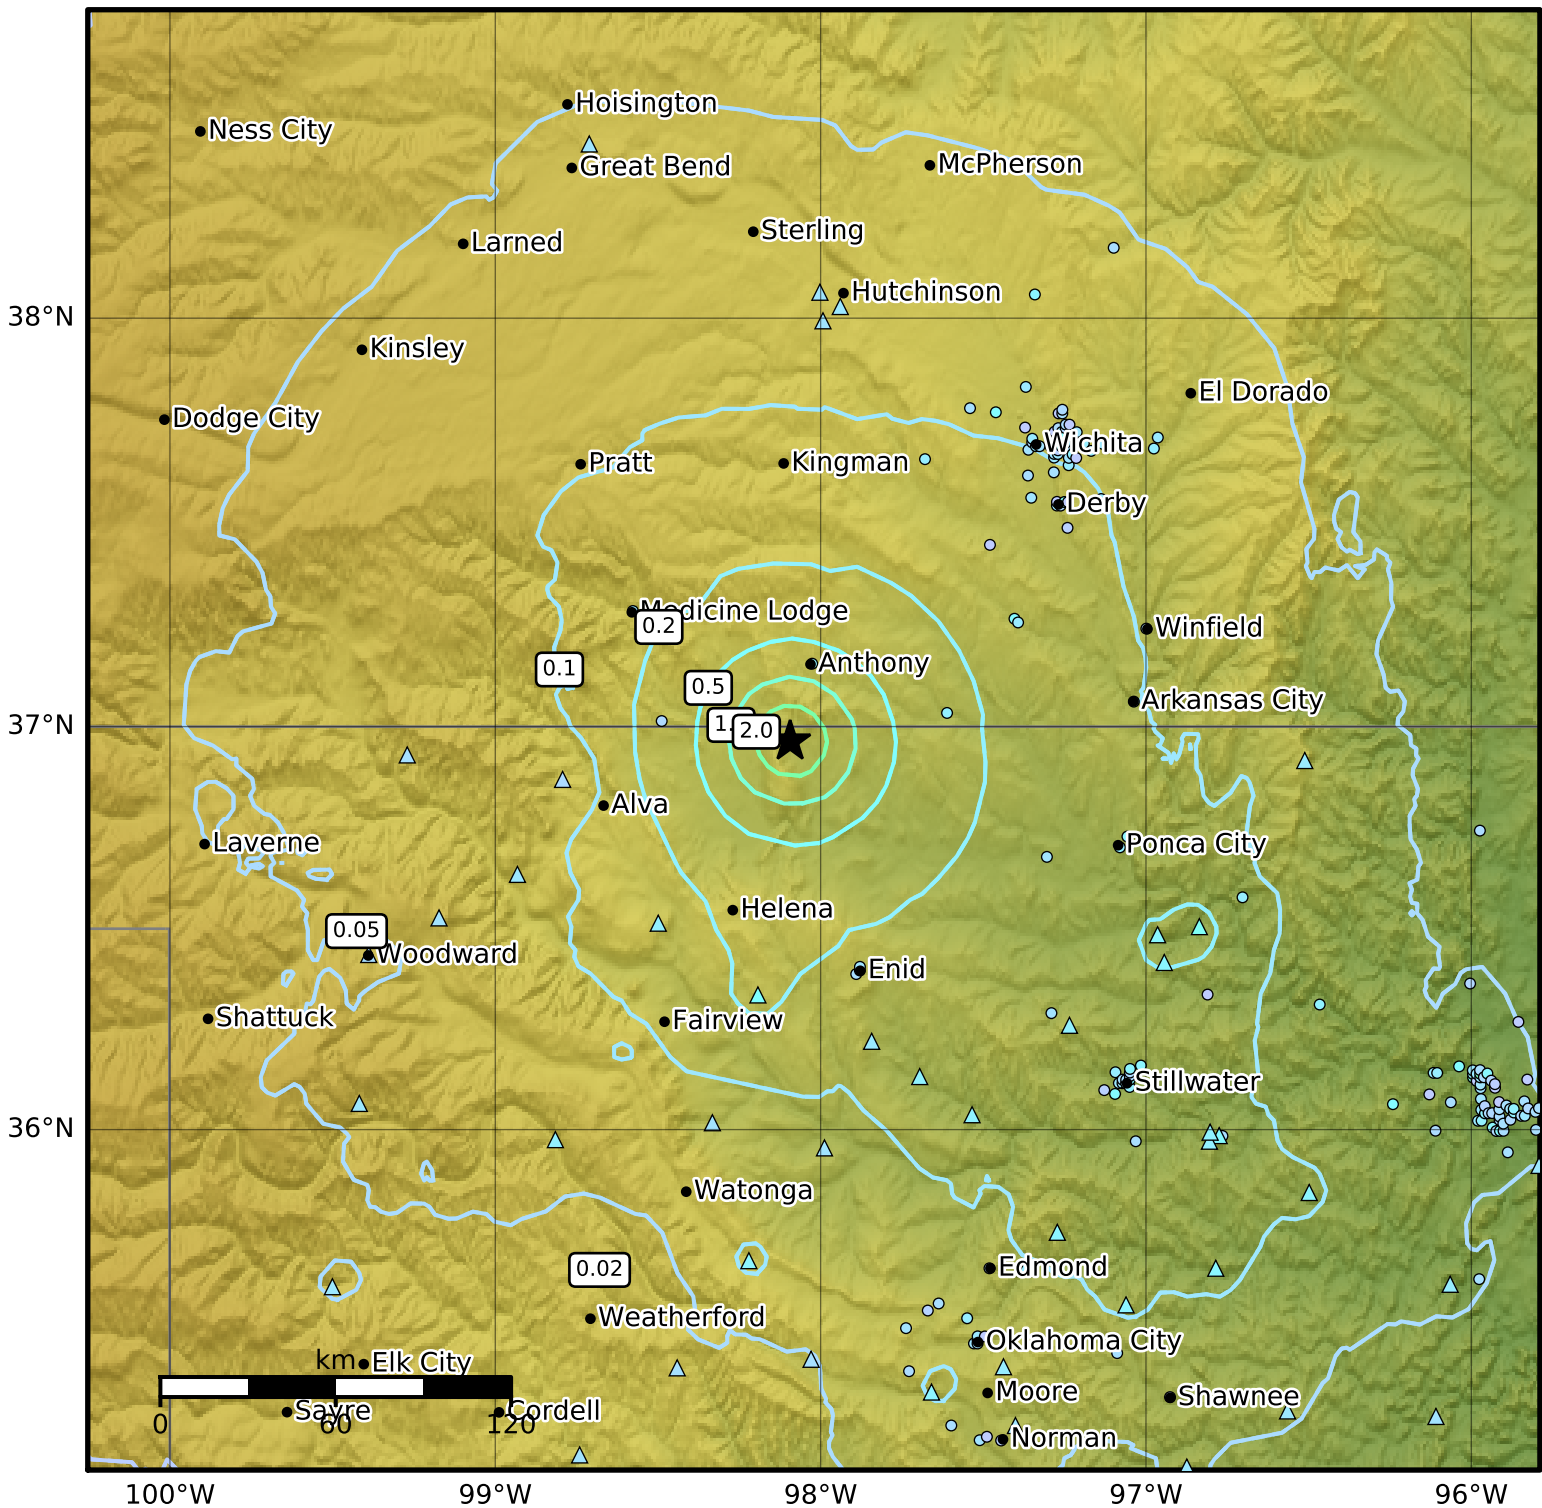 Hoisington
Ness City
Great Bend
McPherson
Sterling
Larned
Hutchinson
38°N
Kinsley
El Dorado
Dodge City
Wichita
Pratt
Kingman
Derby
Medicine Lodge
0.2
Winfield
Anthony
0.1
0.5
Arkansas City
37°N
1.
2.0
Alva
Laverne
Ponca City
Helena
0.05
Woodward
Enid
Shattuck
Fairview
Stillwater
36°N
Watonga
0.02
Edmond
Weatherford
Oklahoma City
km
Elk City
Moore
Shawnee
Sayre
Cordell
0
60
120
Norman
100°W
99°W
98°W
97°W
96°W